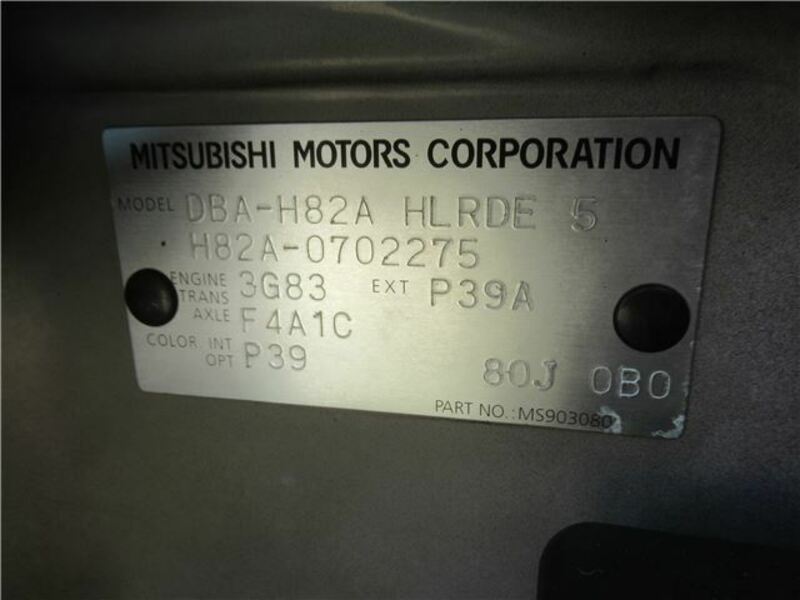 MITSUBISHI MOTORS CORPORATION
MODEL DBA-H82A HLRDE 5
H82A-0702275
ENGINE 3G83 EXT P39A
TRANS
AXLE F4A1C
COLOR. INT
OPT P39
80J 0B0
PART NO.: MS903080